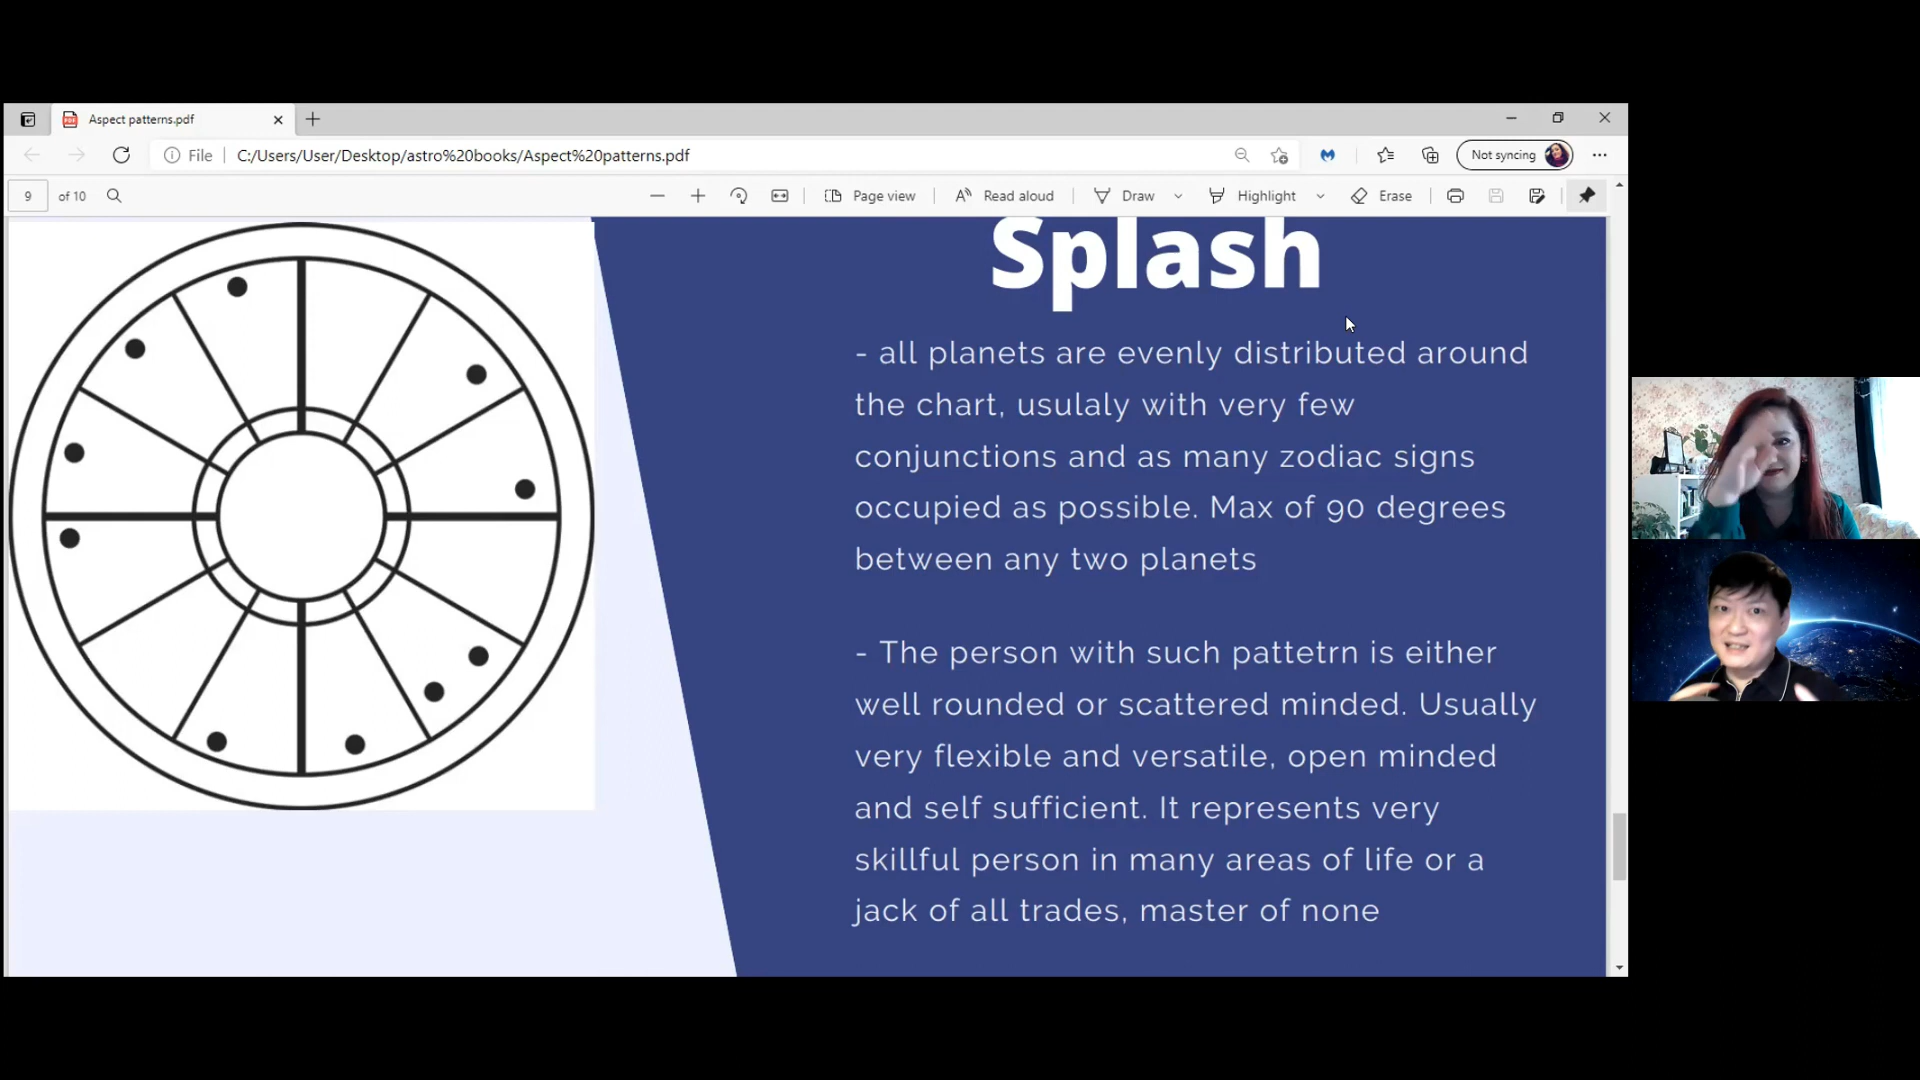 Aspect patterns.pdf
File
C:/Users/User/Desktop/astro%20books/Aspect%20patterns.pdf
Not syncing
9 of 10
Page view
Read aloud
Draw
Highlight
Erase
Splash
- all planets are evenly distributed around
the chart, usulaly with very few
conjunctions and as many zodiac signs
occupied as possible. Max of 90 degrees
between any two planets
- The person with such pattetrn is either
well rounded or scattered minded. Usually
very flexible and versatile, open minded
and self sufficient. It represents very
skillful person in many areas of life or a
jack of all trades, master of none